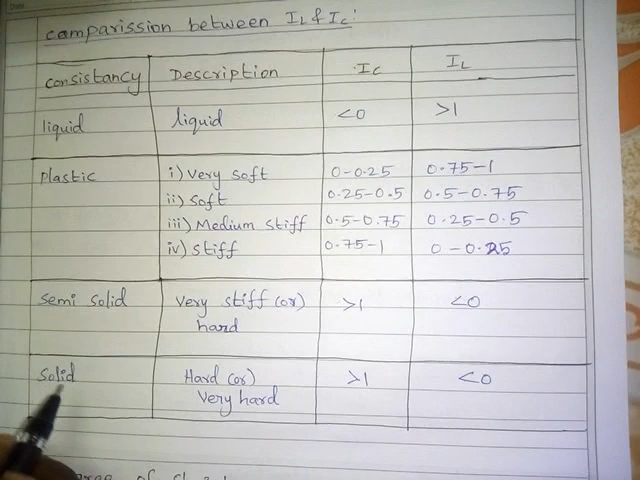 Comparission between IL & Ic:
Consistancy Description Ic IL
liquid liquid <0 >1
Plastic i) Very soft 0-0.25 0.75-1
ii) Soft 0.25-0.5 0.5-0.75
iii) Medium stiff 0.5-0.75 0.25-0.5
iv) stiff 0.75-1 0-0.25
Semi solid Very stiff (or) >1 <0
hard
Solid Hard (or) >1 <0
Very hard
of